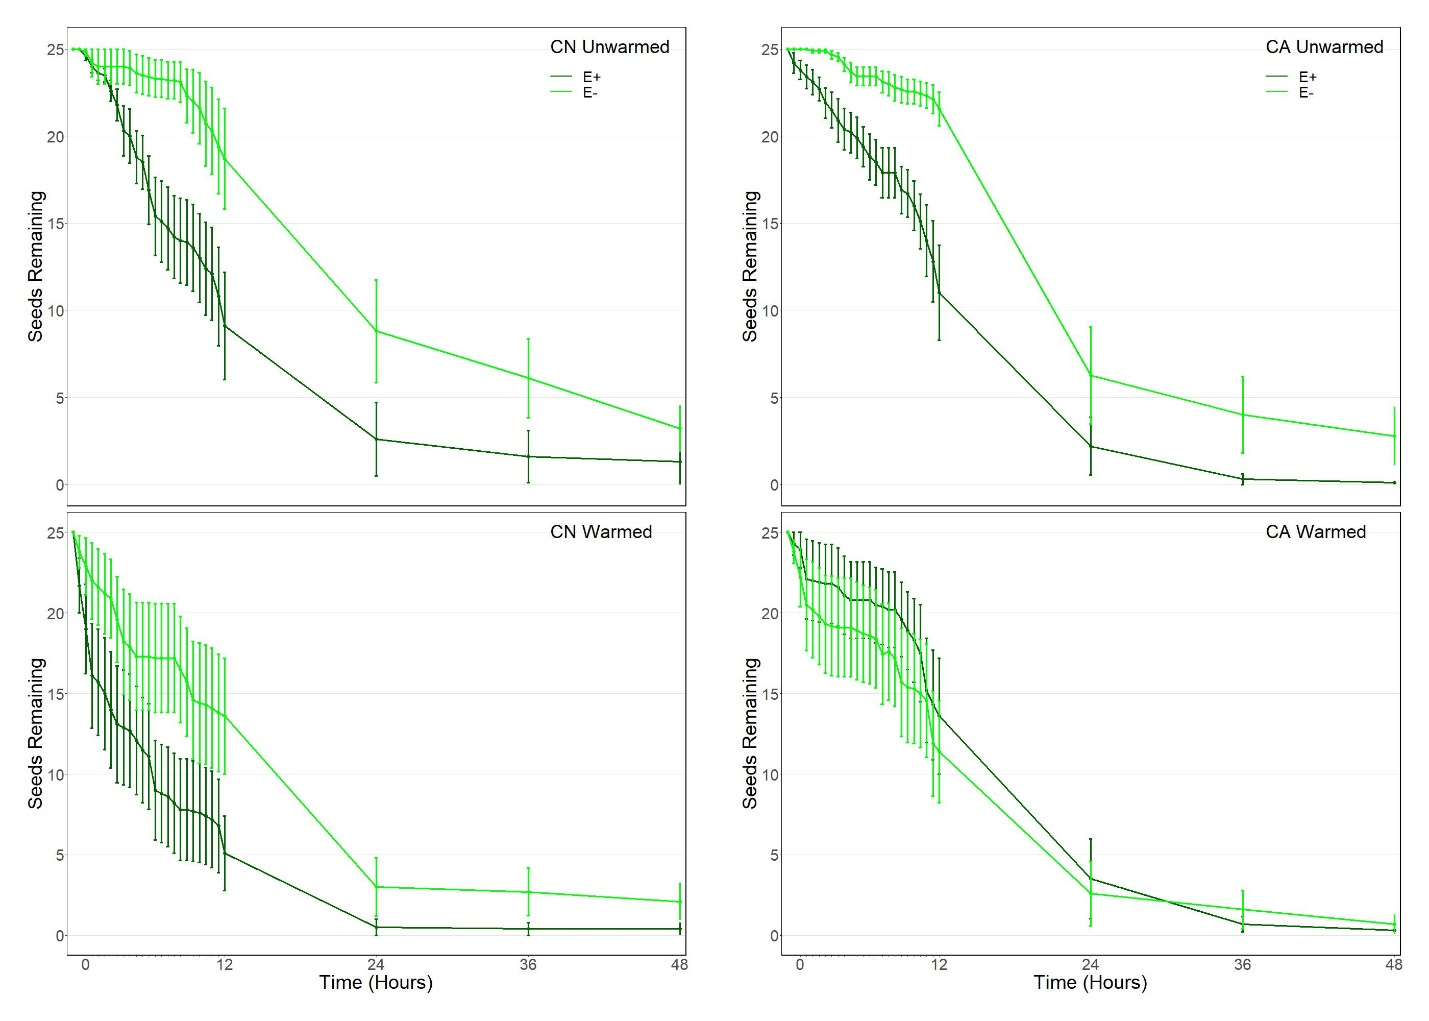 CN Unwarmed
E+
E-
25
20
15
10
5
0
Seeds Remaining
CA Unwarmed
E+
E-
25
20
15
10
5
0
Seeds Remaining
CN Warmed
25
20
15
10
5
0
Seeds Remaining
0 12 24 36 48
Time (Hours)
CA Warmed
25
20
15
10
5
0
Seeds Remaining
0 12 24 36 48
Time (Hours)